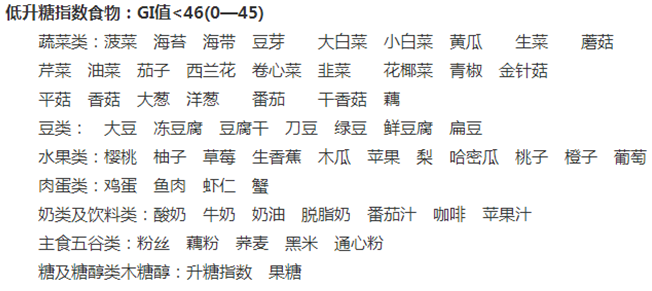 低升糖指数食物：GI值<46(0—45)
蔬菜类：菠菜 海苔 海带 豆芽 大白菜 小白菜 黄瓜 生菜 蘑菇
芹菜 油菜 茄子 西兰花 卷心菜 韭菜 花椰菜 青椒 金针菇
平菇 香菇 大葱 洋葱 番茄 干香菇 藕
豆类： 大豆 冻豆腐 豆腐干 刀豆 绿豆 鲜豆腐 扁豆
水果类：樱桃 柚子 草莓 生香蕉 木瓜 苹果 梨 哈密瓜 桃子 橙子 葡萄
肉蛋类：鸡蛋 鱼肉 虾仁 蟹
奶类及饮料类：酸奶 牛奶 奶油 脱脂奶 番茄汁 咖啡 苹果汁
主食五谷类：粉丝 藕粉 荞麦 黑米 通心粉
糖及糖醇类木糖醇：升糖指数 果糖